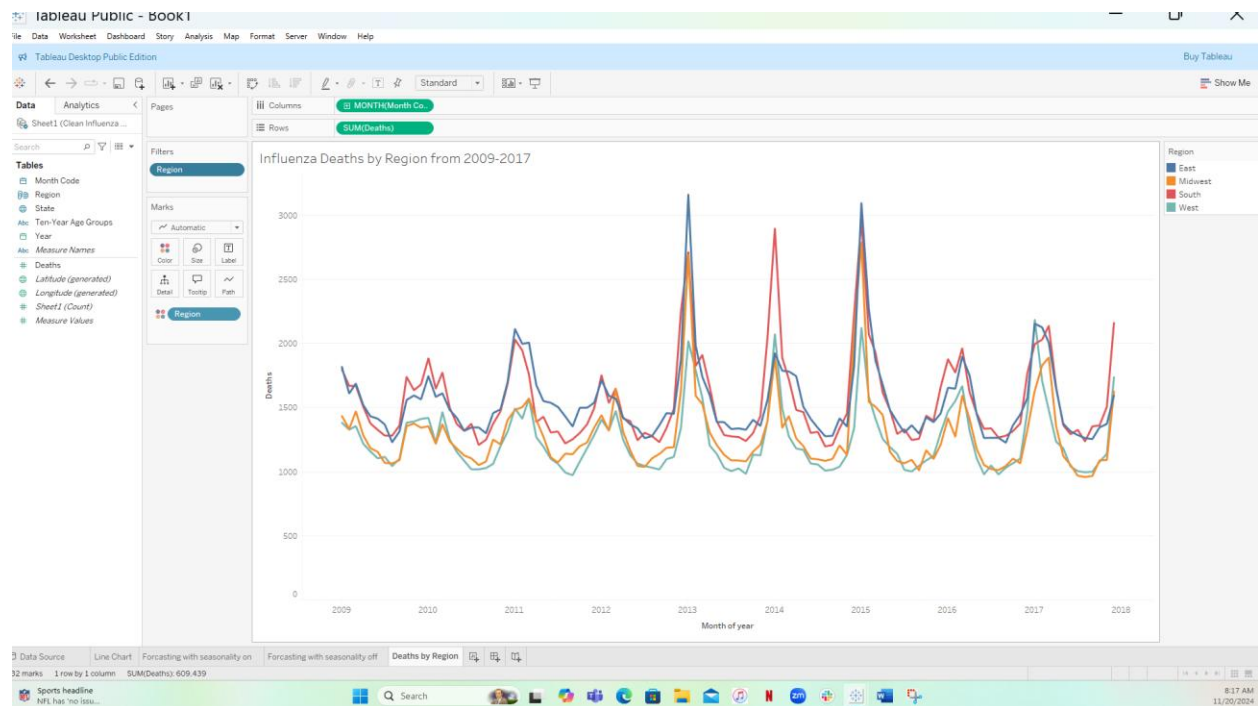 Tableau Public - Book1
File Data Worksheet Dashboard Story Analysis Map Format Server Window Help
Tableau Desktop Public Edition
Buy Tableau
Standard
Show Me
Data Analytics
Sheet1 (Clean Influenza ...
Search
Tables
Month Code
Region
State
Abc Ten-Year Age Groups
Year
Abc Measure Names
# Deaths
Latitude (generated)
Longitude (generated)
# Sheet1 (Count)
# Measure Values
Pages
Filters
Region
Marks
Automatic
Color Size Label
Detail Tooltip Path
Region
Columns
MONTH(Month Co..
Rows
SUM(Deaths)
Influenza Deaths by Region from 2009-2017
Deaths
3000
2500
2000
1500
1000
500
0
2009 2010 2011 2012 2013 2014 2015 2016 2017 2018
Month of year
Region
East
Midwest
South
West
Data Source Line Chart Forcasting with seasonality on Forcasting with seasonality off Deaths by Region
32 marks 1 row by 1 column SUM(Deaths): 609,439
Sports headline
NFL has 'no issu...
Search
N
zm
8:17 AM
11/20/2024